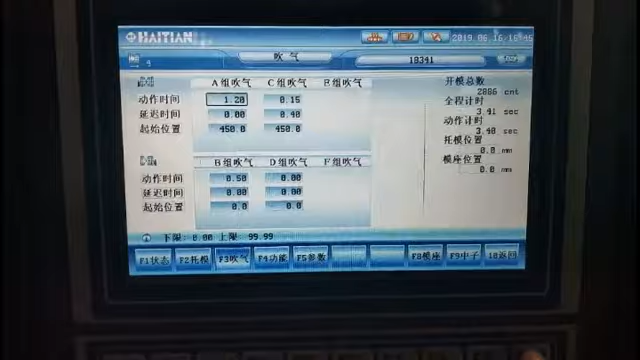 HAITIAN
2019.06.16-16:45
4 吹气 18341
A组吹气 C组吹气 E组吹气
动作时间 1.20 0.15
延迟时间 0.00 0.40
起始位置 450.0 450.0
B组吹气 D组吹气 F组吹气
动作时间 0.50 0.00
延迟时间 0.00 0.00
起始位置 0.0 0.0
开模总数
2886 cnt
全程计时
3.41 sec
动作计时
3.40 sec
托模位置
0.0 mm
模座位置
0.0 mm
下限: 0.00 上限: 99.99
F1状态 F2托模 F3吹气 F4功能 F5参数 F8模座 F9中子 10返回